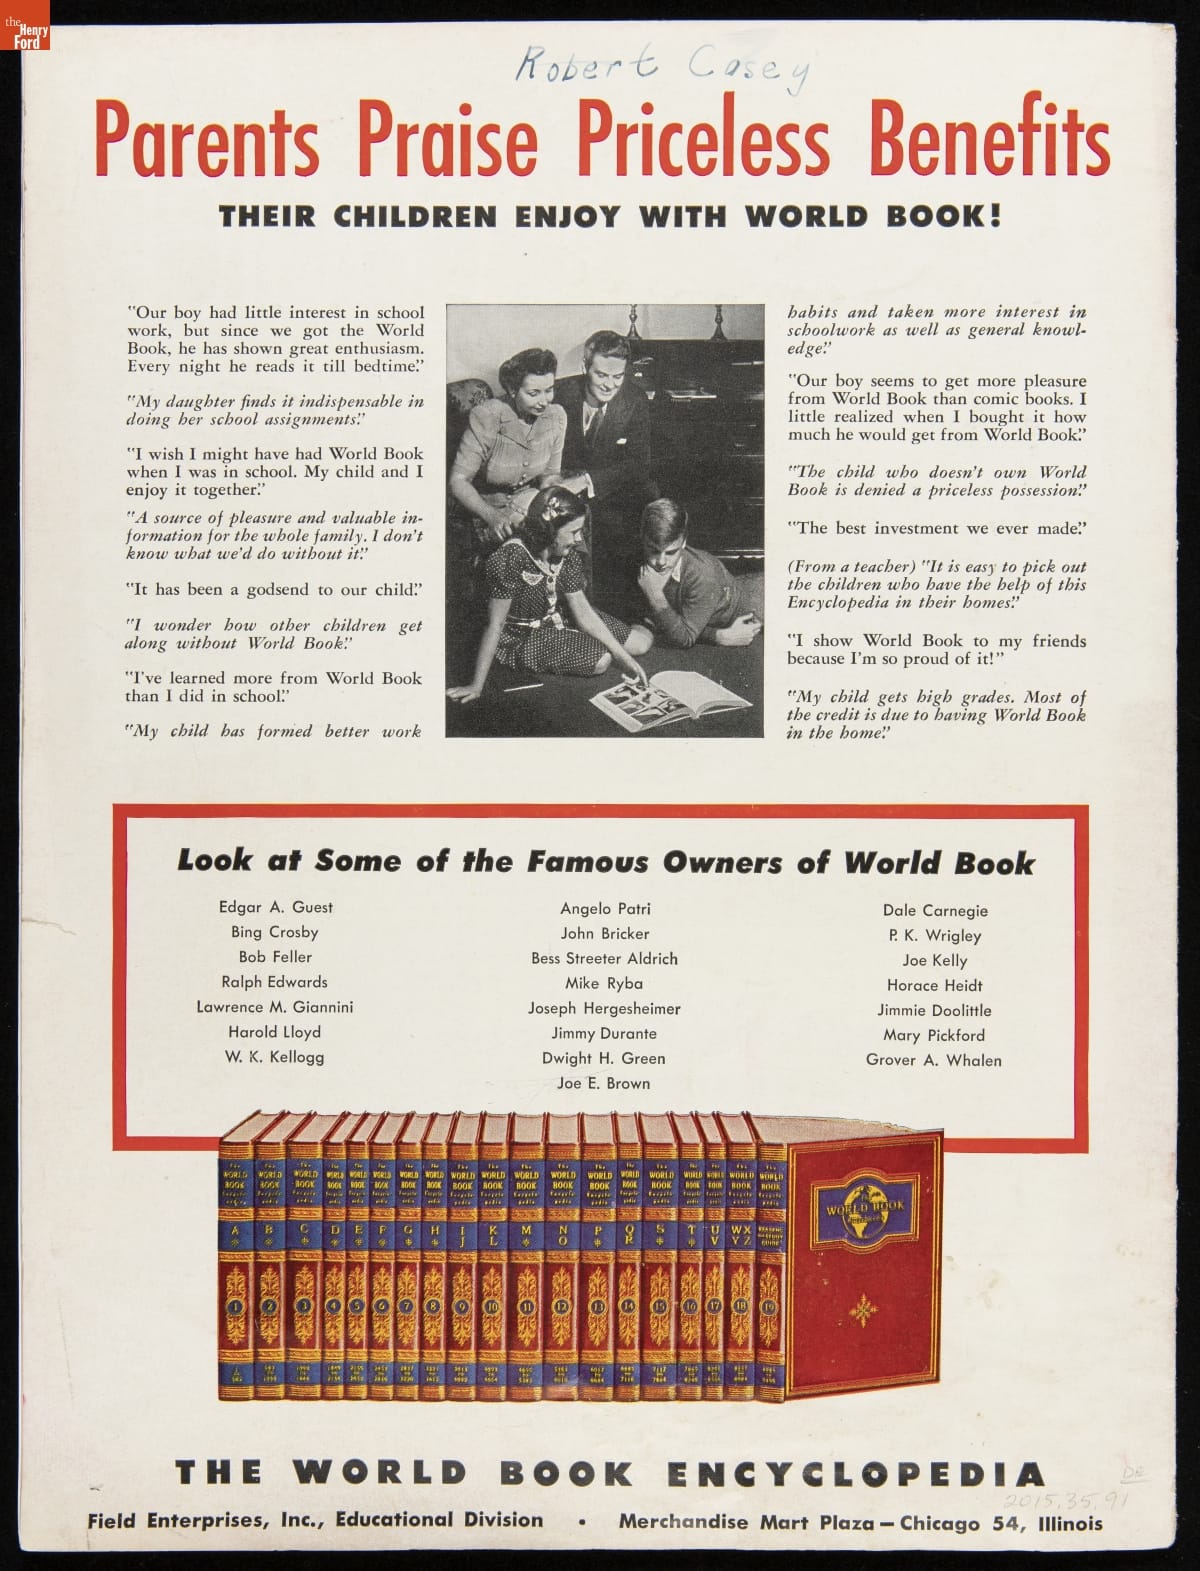 the
Henry
Ford
Robert Casey
Parents Praise Priceless Benefits
THEIR CHILDREN ENJOY WITH WORLD BOOK!
"Our boy had little interest in school
work, but since we got the World
Book, he has shown great enthusiasm.
Every night he reads it till bedtime."
"My daughter finds it indispensable in
doing her school assignments."
"I wish I might have had World Book
when I was in school. My child and I
enjoy it together."
"A source of pleasure and valuable in-
formation for the whole family. I don't
know what we'd do without it."
"It has been a godsend to our child."
"I wonder how other children get
along without World Book."
"I've learned more from World Book
than I did in school."
"My child has formed better work
habits and taken more interest in
schoolwork as well as general knowl-
edge."
"Our boy seems to get more pleasure
from World Book than comic books. I
little realized when I bought it how
much he would get from World Book."
"The child who doesn't own World
Book is denied a priceless possession."
"The best investment we ever made."
(From a teacher) "It is easy to pick out
the children who have the help of this
Encyclopedia in their homes."
"I show World Book to my friends
because I'm so proud of it!"
"My child gets high grades. Most of
the credit is due to having World Book
in the home."
Look at Some of the Famous Owners of World Book
Edgar A. Guest
Bing Crosby
Bob Feller
Ralph Edwards
Lawrence M. Giannini
Harold Lloyd
W. K. Kellogg
Angelo Patri
John Bricker
Bess Streeter Aldrich
Mike Ryba
Joseph Hergesheimer
Jimmy Durante
Dwight H. Green
Joe E. Brown
Dale Carnegie
P. K. Wrigley
Joe Kelly
Horace Heidt
Jimmie Doolittle
Mary Pickford
Grover A. Whalen
The WORLD BOOK
A B C D E F G H I J K L M N O P Q R S T U V WX YZ
1 2 3 4 5 6 7 8 9 10 11 12 13 14 15 16 17 18 19
WORLD BOOK
THE WORLD BOOK ENCYCLOPEDIA
DE
2015.35.91
Field Enterprises, Inc., Educational Division • Merchandise Mart Plaza—Chicago 54, Illinois